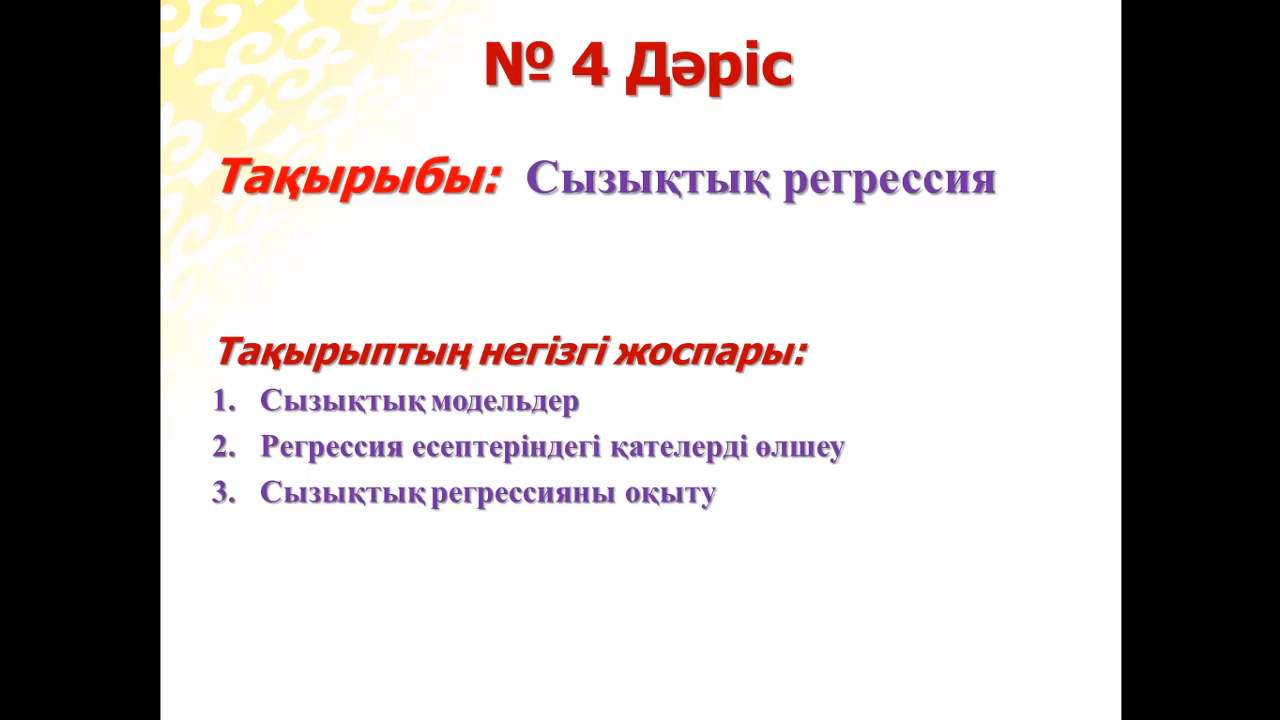 № 4 Дәріс
Тақырыбы: Сызықтық регрессия
Тақырыптың негізгі жоспары:
1. Сызықтық модельдер
2. Регрессия есептеріндегі қателерді өлшеу
3. Сызықтық регрессияны оқыту